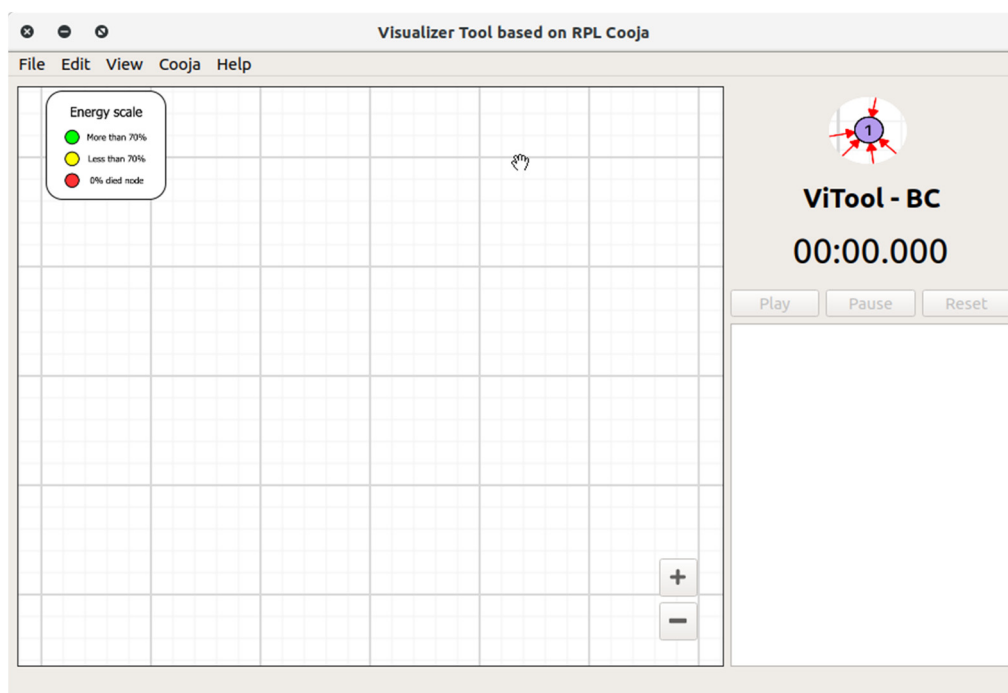 Visualizer Tool based on RPL Cooja
File Edit View Cooja Help
Energy scale
More than 70%
Less than 70%
0% died node
1
ViTool - BC
00:00.000
Play Pause Reset
+
−